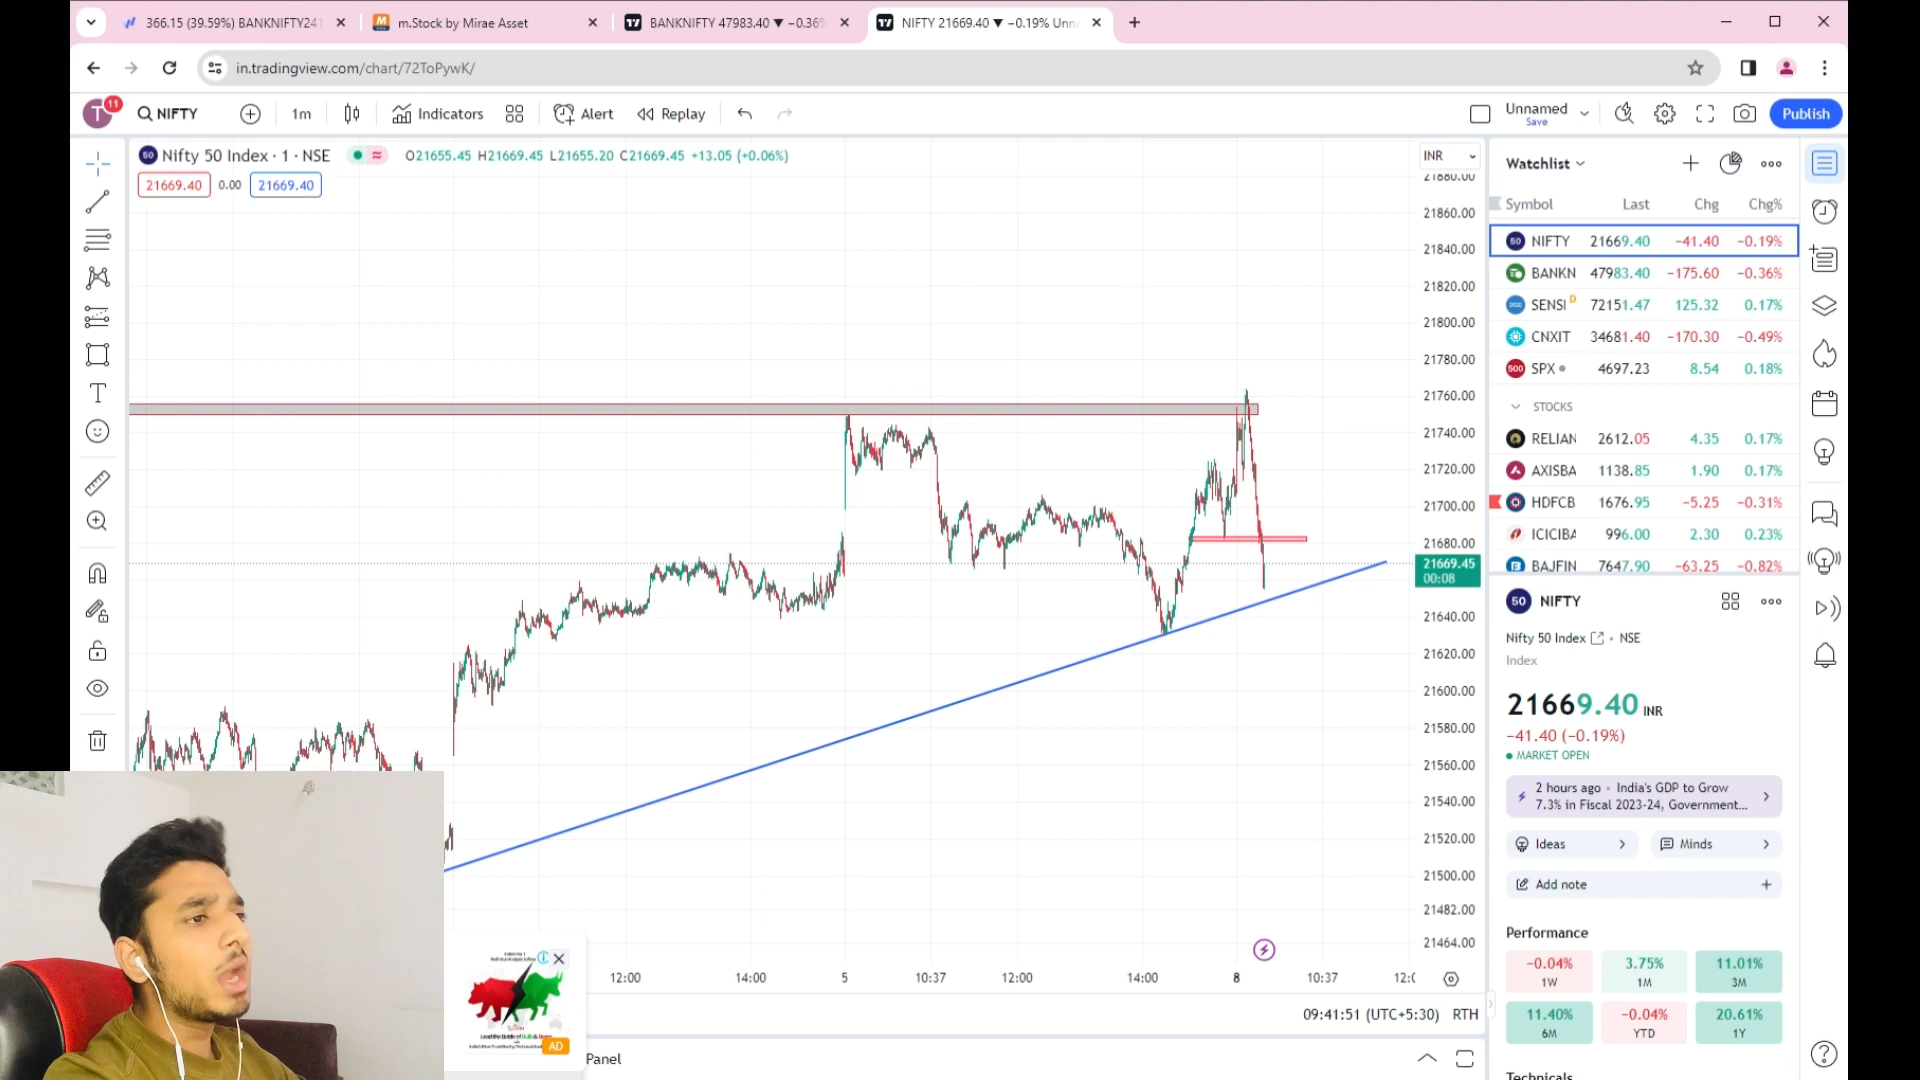 366.15 (39.59%) BANKNIFTY241
m.Stock by Mirae Asset
BANKNIFTY 47983.40 ▼ −0.36%
NIFTY 21669.40 ▼ −0.19% Unn
in.tradingview.com/chart/72ToPywK/
T 11
NIFTY
1m
Indicators
Alert
Replay
Unnamed
Save
Publish
50 Nifty 50 Index · 1 · NSE
O21655.45 H21669.45 L21655.20 C21669.45 +13.05 (+0.06%)
21669.40 0.00 21669.40
INR
21880.00
21860.00
21840.00
21820.00
21800.00
21780.00
21760.00
21740.00
21720.00
21700.00
21680.00
21669.45
00:08
21640.00
21620.00
21600.00
21580.00
21560.00
21540.00
21520.00
21500.00
21482.00
21464.00
12:00 14:00 5 10:37 12:00 14:00 8 10:37 12:0
09:41:51 (UTC+5:30) RTH
Panel
AD
Watchlist
Symbol Last Chg Chg%
50 NIFTY 21669.40 −41.40 −0.19%
BANKN 47983.40 −175.60 −0.36%
SENSI D 72151.47 125.32 0.17%
CNXIT 34681.40 −170.30 −0.49%
500 SPX 4697.23 8.54 0.18%
STOCKS
RELIAN 2612.05 4.35 0.17%
AXISBA 1138.85 1.90 0.17%
HDFCB 1676.95 −5.25 −0.31%
ICICIBA 996.00 2.30 0.23%
BAJFIN 7647.90 −63.25 −0.82%
50 NIFTY
Nifty 50 Index · NSE
Index
21669.40 INR
−41.40 (−0.19%)
MARKET OPEN
2 hours ago · India's GDP to Grow
7.3% in Fiscal 2023-24, Government...
Ideas
Minds
Add note
Performance
−0.04% 3.75% 11.01%
1W 1M 3M
11.40% −0.04% 20.61%
6M YTD 1Y
Technicals